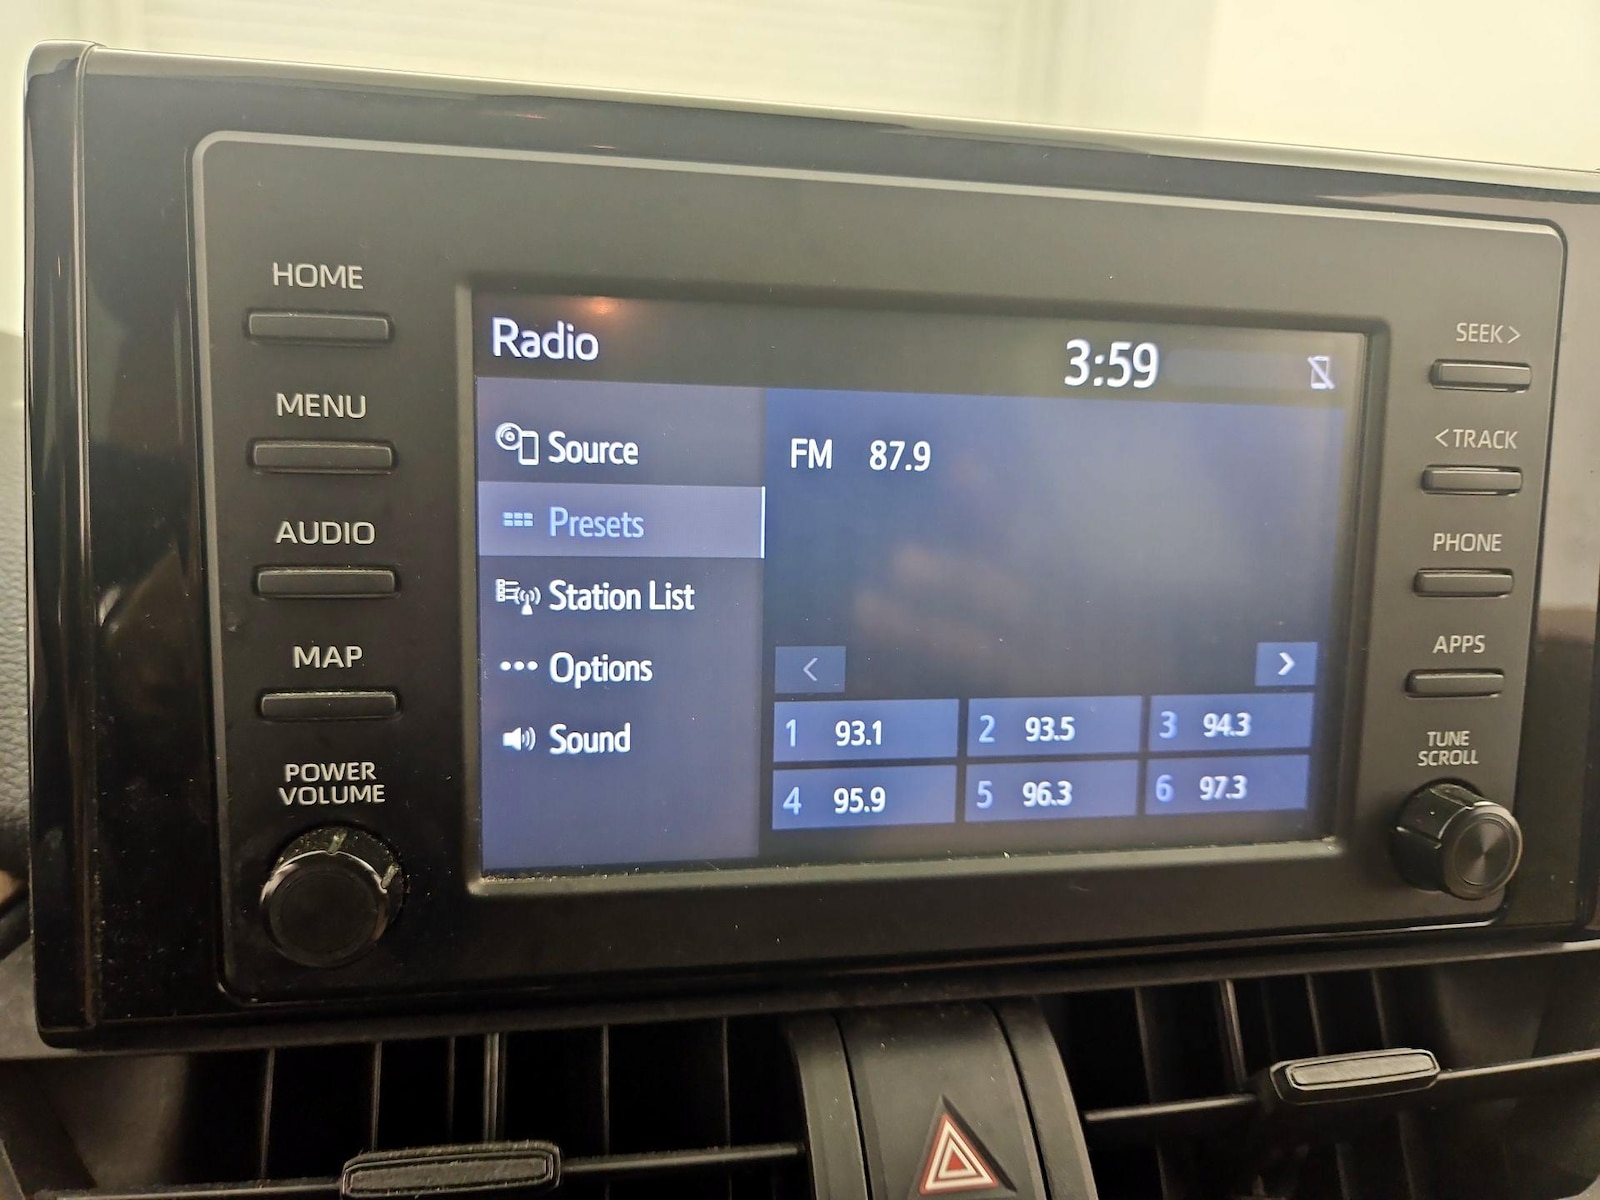 HOME
MENU
AUDIO
MAP
POWER
VOLUME
Radio
3:59
Source
Presets
Station List
Options
Sound
FM 87.9
< >
1 93.1 2 93.5 3 94.3
4 95.9 5 96.3 6 97.3
SEEK >
< TRACK
PHONE
APPS
TUNE
SCROLL